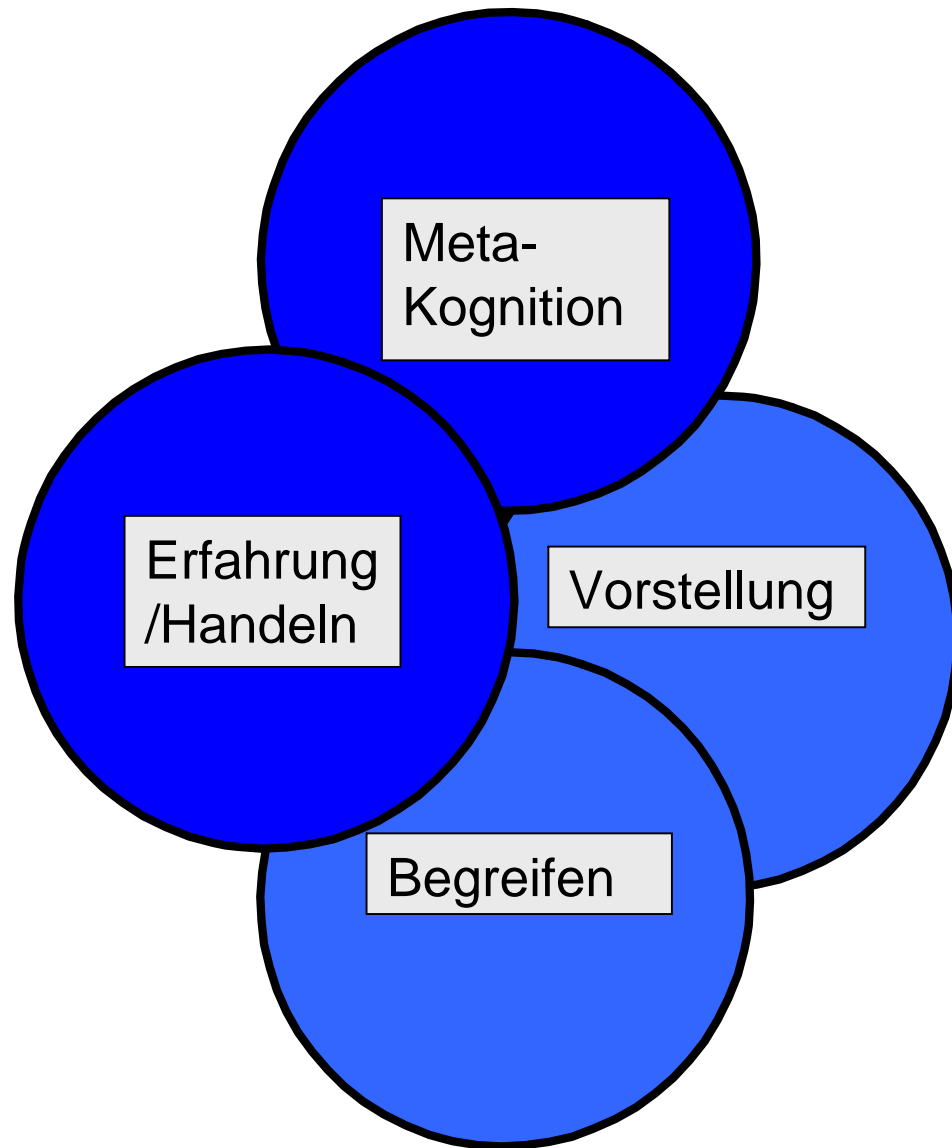 Meta-
Kognition
Erfahrung
/Handeln
Vorstellung
Begreifen